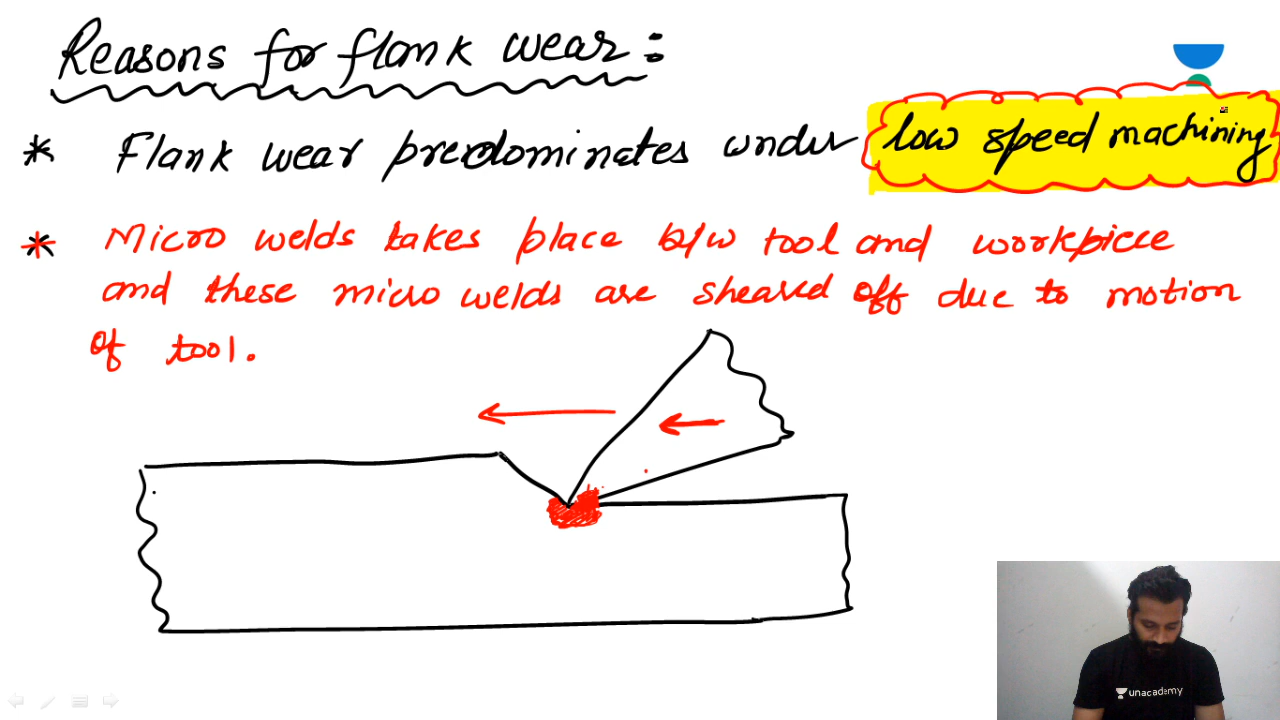 Reasons for flank wear:
* Flank wear predominates under low speed machining
* Micro welds takes place b/w tool and workpiece
and these micro welds are sheared off due to motion
of tool.
unacademy